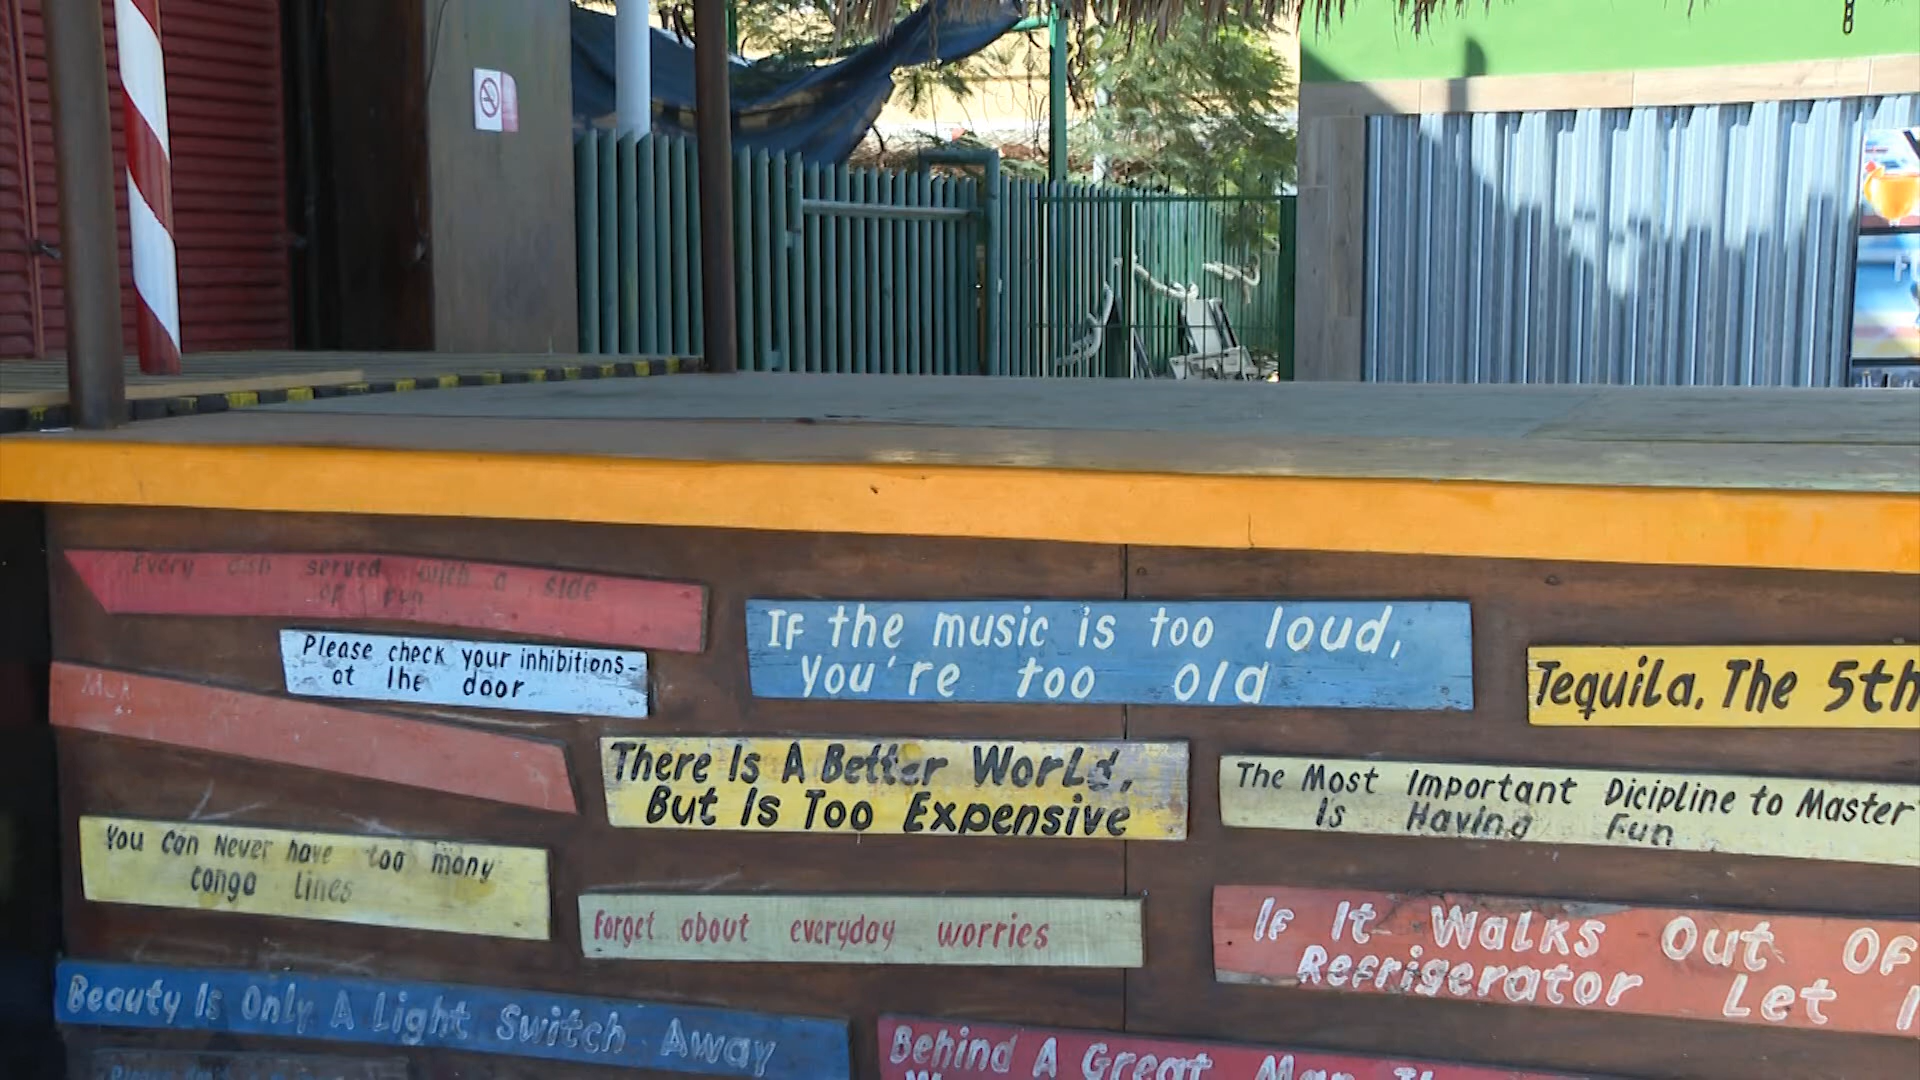 Every dish served with a side
of fun
Please check your inhibitions-
at The door
If the music is too loud,
You're too old
Tequila, The 5th
There Is A Better World,
But Is Too Expensive
The Most Important Dicipline to Master
Is Having Fun
You Can Never have too many
conga lines
Forget about everyday worries
If It Walks Out Of
Refrigerator Let
Beauty Is Only A Light Switch Away
Behind A Great Man